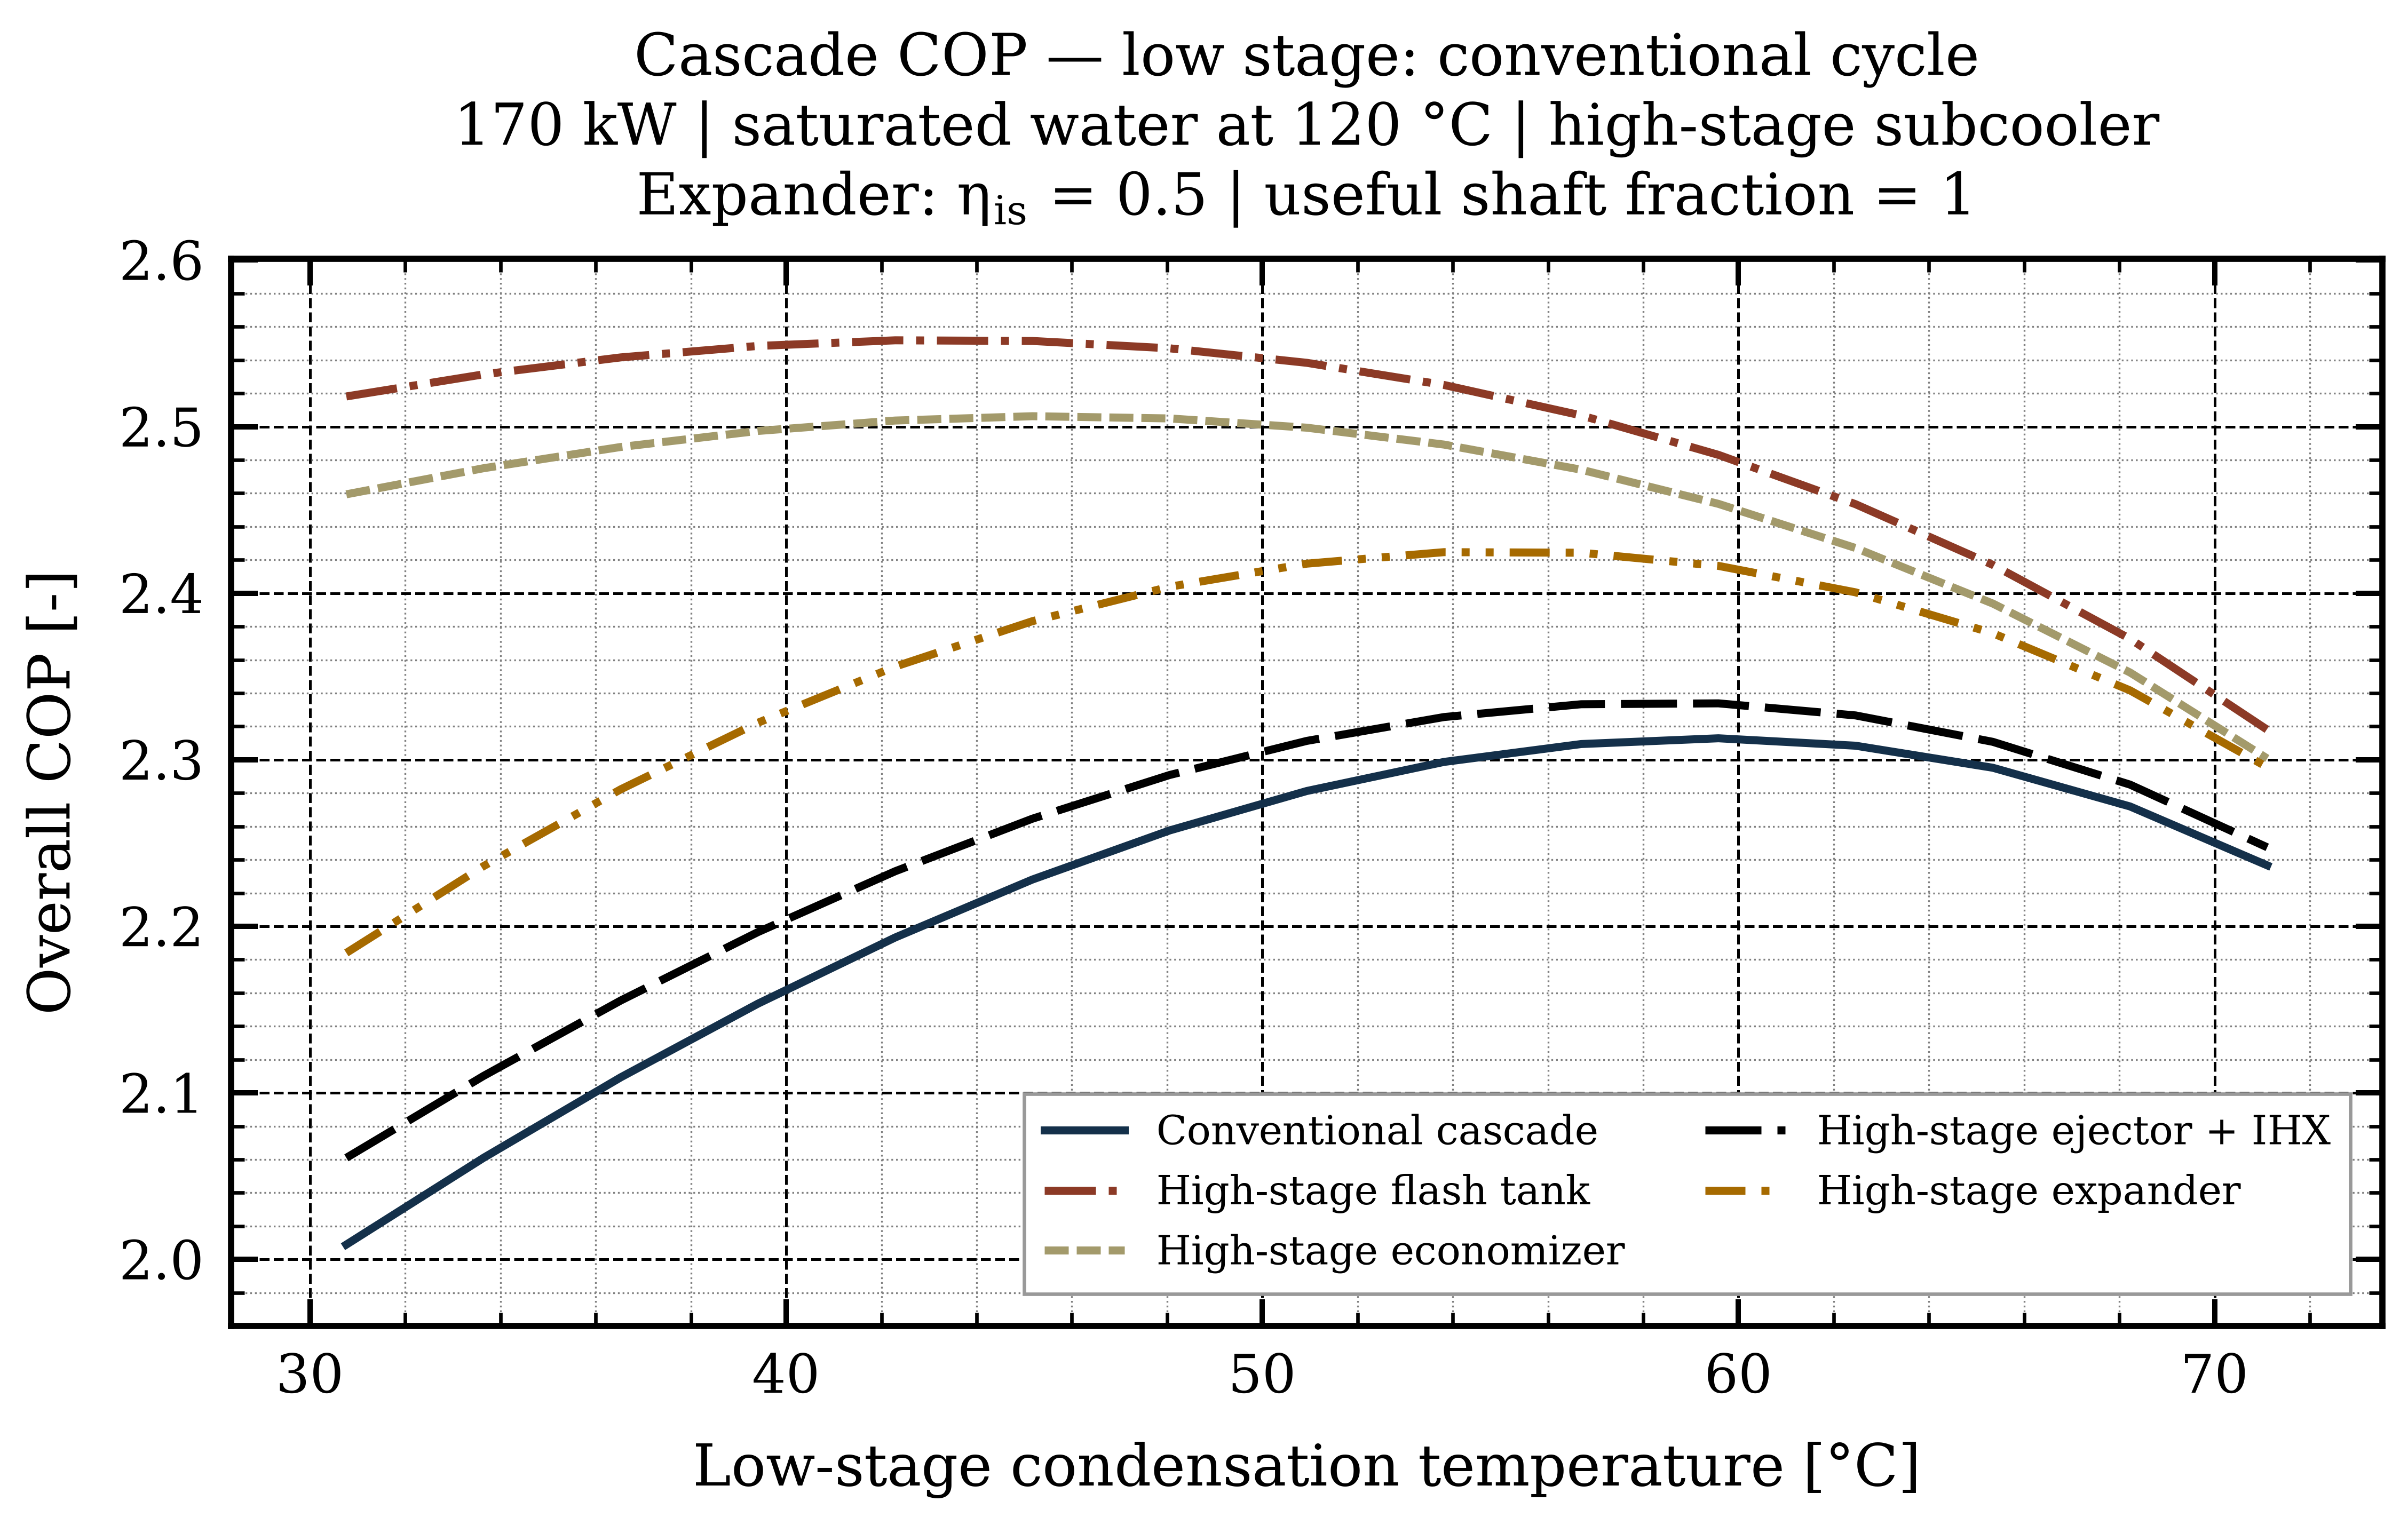 Cascade COP — low stage: conventional cycle
170 kW | saturated water at 120 °C | high-stage subcooler
Expander: ηis = 0.5 | useful shaft fraction = 1
Overall COP [-]
2.6
2.5
2.4
2.3
2.2
2.1
2.0
Conventional cascade
High-stage flash tank
High-stage economizer
High-stage ejector + IHX
High-stage expander
30 40 50 60 70
Low-stage condensation temperature [°C]